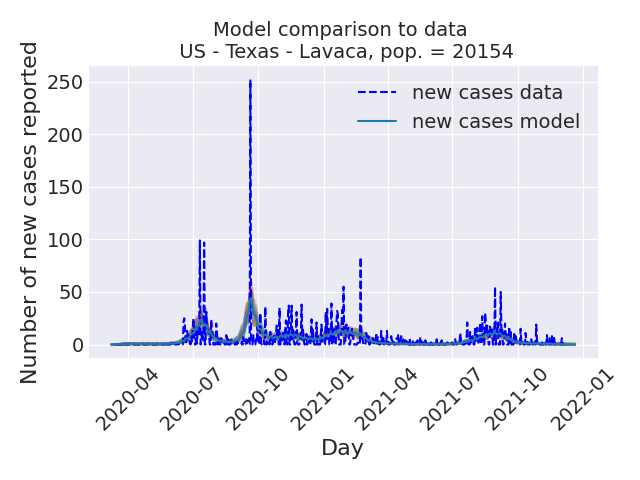 Model comparison to data
US - Texas - Lavaca, pop. = 20154
new cases data
new cases model
Number of new cases reported
250
200
150
100
50
0
2020-04
2020-07
2020-10
2021-01
2021-04
2021-07
2021-10
2022-01
Day